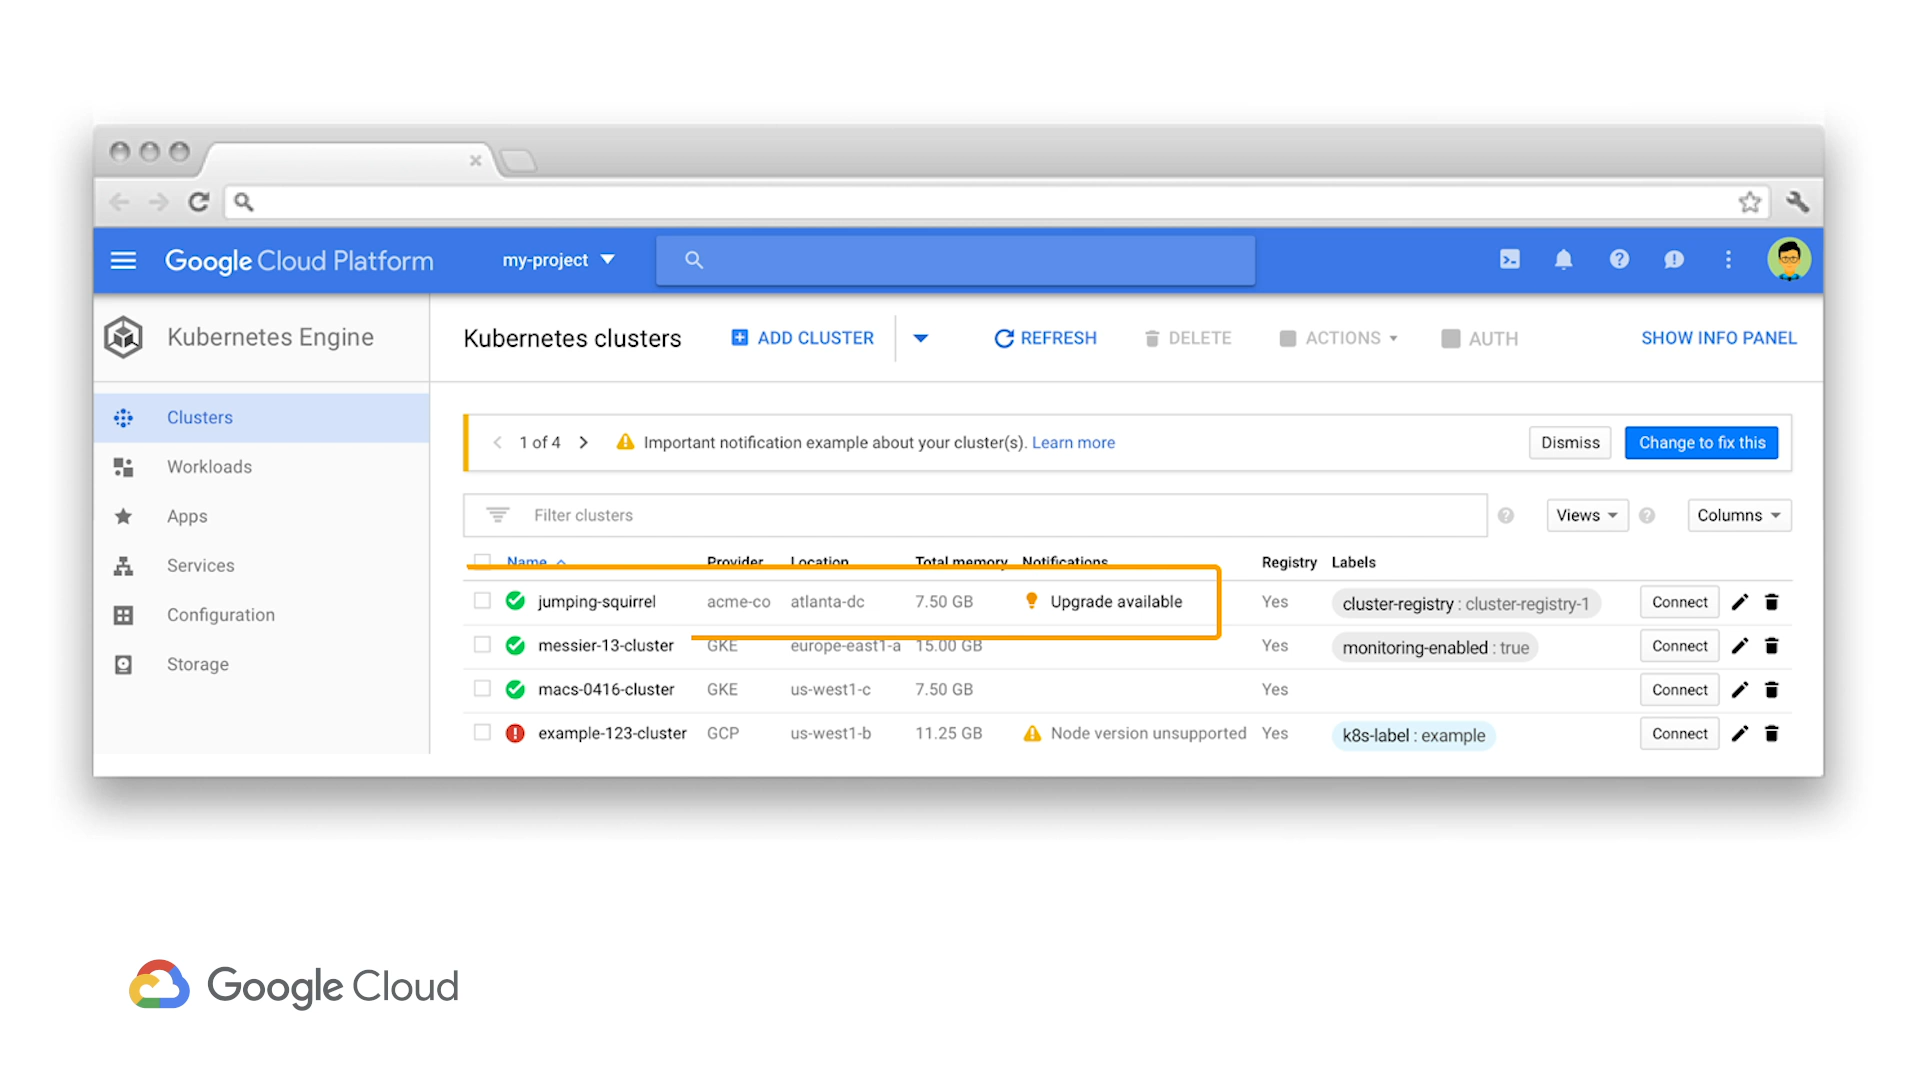 Google Cloud Platform my-project
Kubernetes Engine
Kubernetes clusters ADD CLUSTER REFRESH DELETE ACTIONS AUTH SHOW INFO PANEL
Clusters
Workloads
Apps
Services
Configuration
Storage
1 of 4 Important notification example about your cluster(s). Learn more Dismiss Change to fix this
Filter clusters Views Columns
Name Provider Location Total memory Notifications Registry Labels
jumping-squirrel acme-co atlanta-dc 7.50 GB Upgrade available Yes cluster-registry : cluster-registry-1 Connect
messier-13-cluster GKE europe-east1-a 15.00 GB Yes monitoring-enabled : true Connect
macs-0416-cluster GKE us-west1-c 7.50 GB Yes Connect
example-123-cluster GCP us-west1-b 11.25 GB Node version unsupported Yes k8s-label : example Connect
Google Cloud